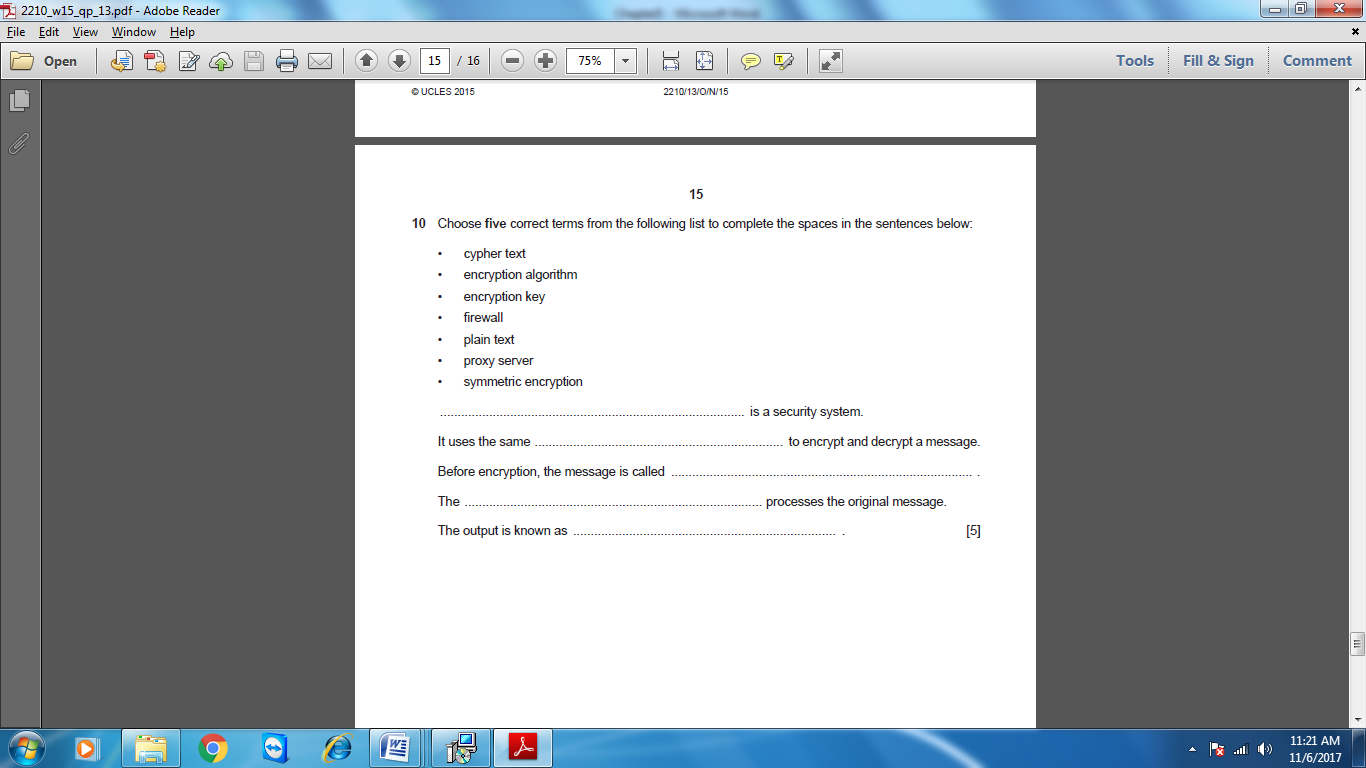 2210_w15_qp_13.pdf - Adobe Reader
Chapter8 - Microsoft Word
File Edit View Window Help
Open 15 / 16 75% Tools Fill & Sign Comment
© UCLES 2015 2210/13/O/N/15
15
10 Choose five correct terms from the following list to complete the spaces in the sentences below:
• cypher text
• encryption algorithm
• encryption key
• firewall
• plain text
• proxy server
• symmetric encryption
....................................................................................... is a security system.
It uses the same ....................................................................... to encrypt and decrypt a message.
Before encryption, the message is called ...................................................................................... .
The ..................................................................................... processes the original message.
The output is known as ........................................................................... . [5]
11:21 AM
11/6/2017